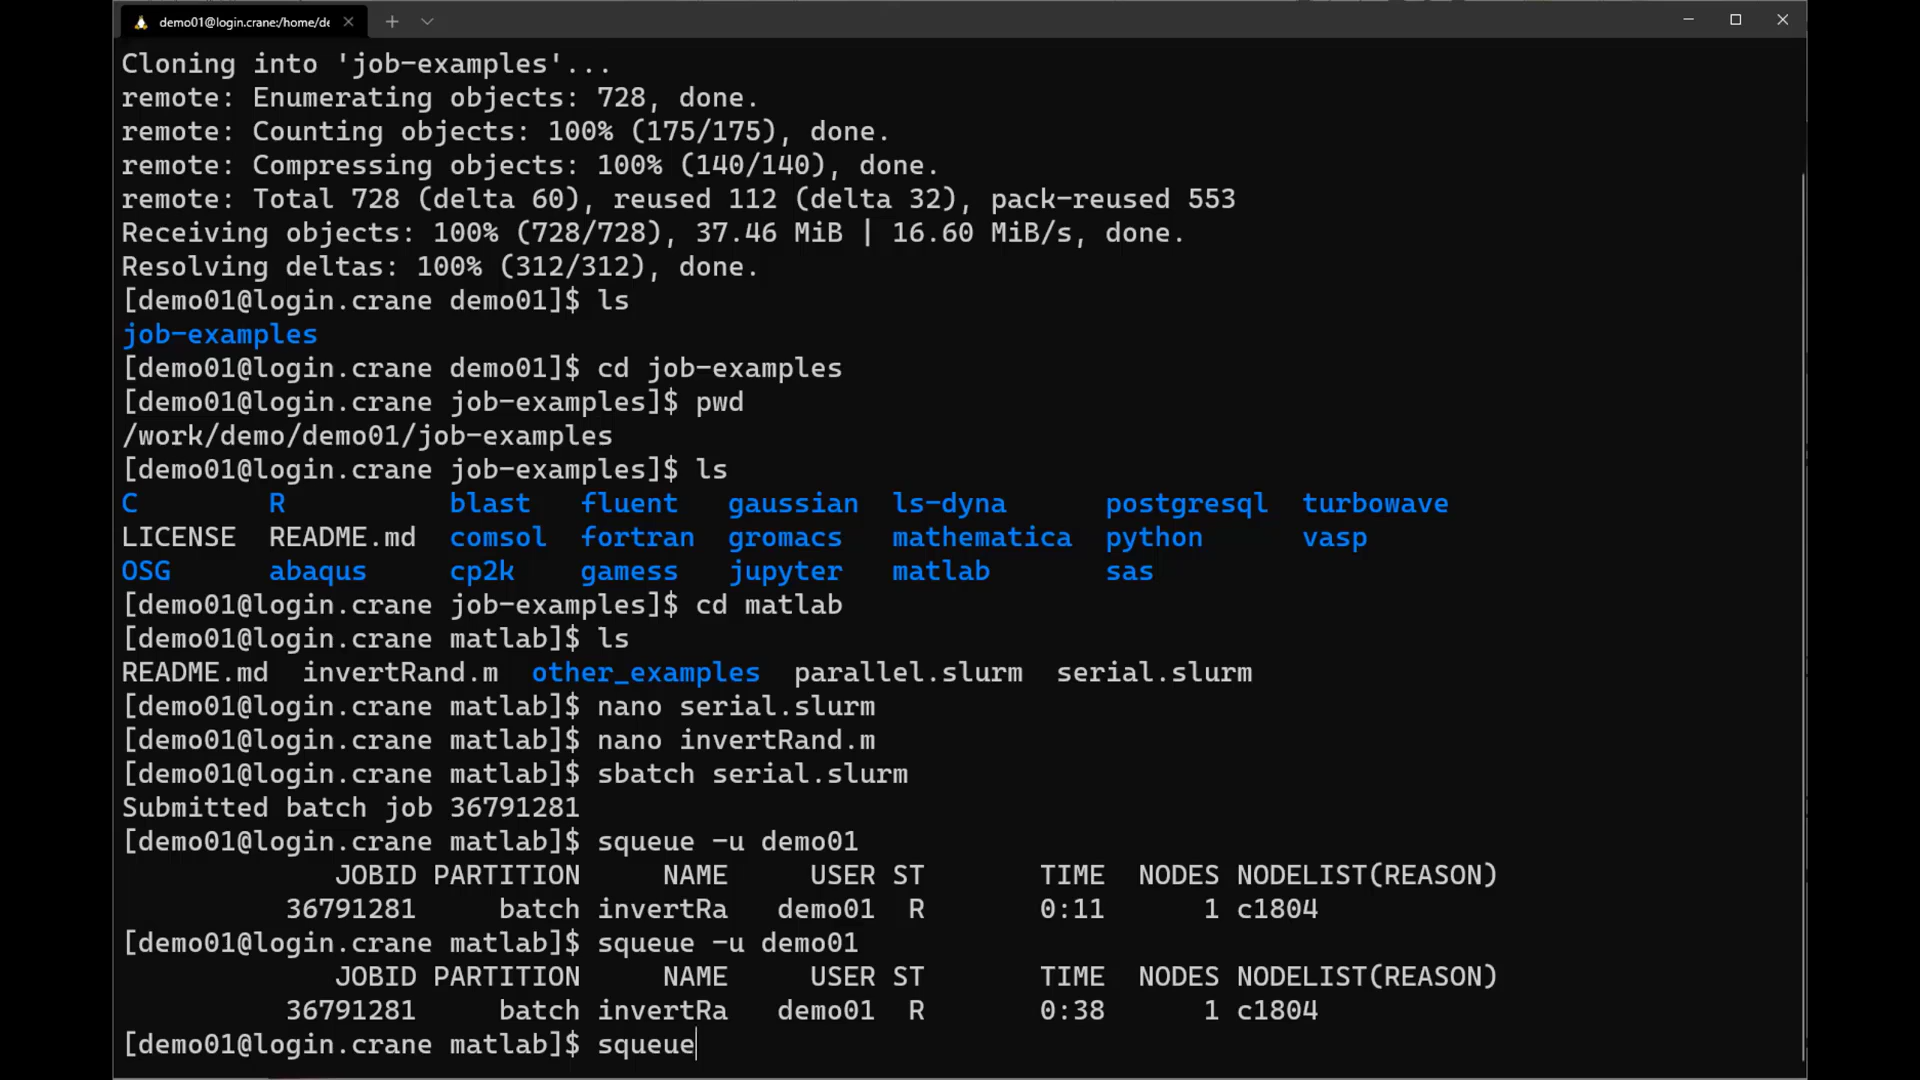 demo01@login.crane:/home/de
Cloning into 'job-examples'...
remote: Enumerating objects: 728, done.
remote: Counting objects: 100% (175/175), done.
remote: Compressing objects: 100% (140/140), done.
remote: Total 728 (delta 60), reused 112 (delta 32), pack-reused 553
Receiving objects: 100% (728/728), 37.46 MiB | 16.60 MiB/s, done.
Resolving deltas: 100% (312/312), done.
[demo01@login.crane demo01]$ ls
job-examples
[demo01@login.crane demo01]$ cd job-examples
[demo01@login.crane job-examples]$ pwd
/work/demo/demo01/job-examples
[demo01@login.crane job-examples]$ ls
C        R          blast   fluent   gaussian  ls-dyna      postgresql  turbowave
LICENSE  README.md  comsol  fortran  gromacs   mathematica  python      vasp
OSG      abaqus     cp2k    gamess   jupyter   matlab       sas
[demo01@login.crane job-examples]$ cd matlab
[demo01@login.crane matlab]$ ls
README.md  invertRand.m  other_examples  parallel.slurm  serial.slurm
[demo01@login.crane matlab]$ nano serial.slurm
[demo01@login.crane matlab]$ nano invertRand.m
[demo01@login.crane matlab]$ sbatch serial.slurm
Submitted batch job 36791281
[demo01@login.crane matlab]$ squeue -u demo01
             JOBID PARTITION     NAME     USER ST       TIME  NODES NODELIST(REASON)
          36791281     batch invertRa   demo01  R       0:11      1 c1804
[demo01@login.crane matlab]$ squeue -u demo01
             JOBID PARTITION     NAME     USER ST       TIME  NODES NODELIST(REASON)
          36791281     batch invertRa   demo01  R       0:38      1 c1804
[demo01@login.crane matlab]$ squeue